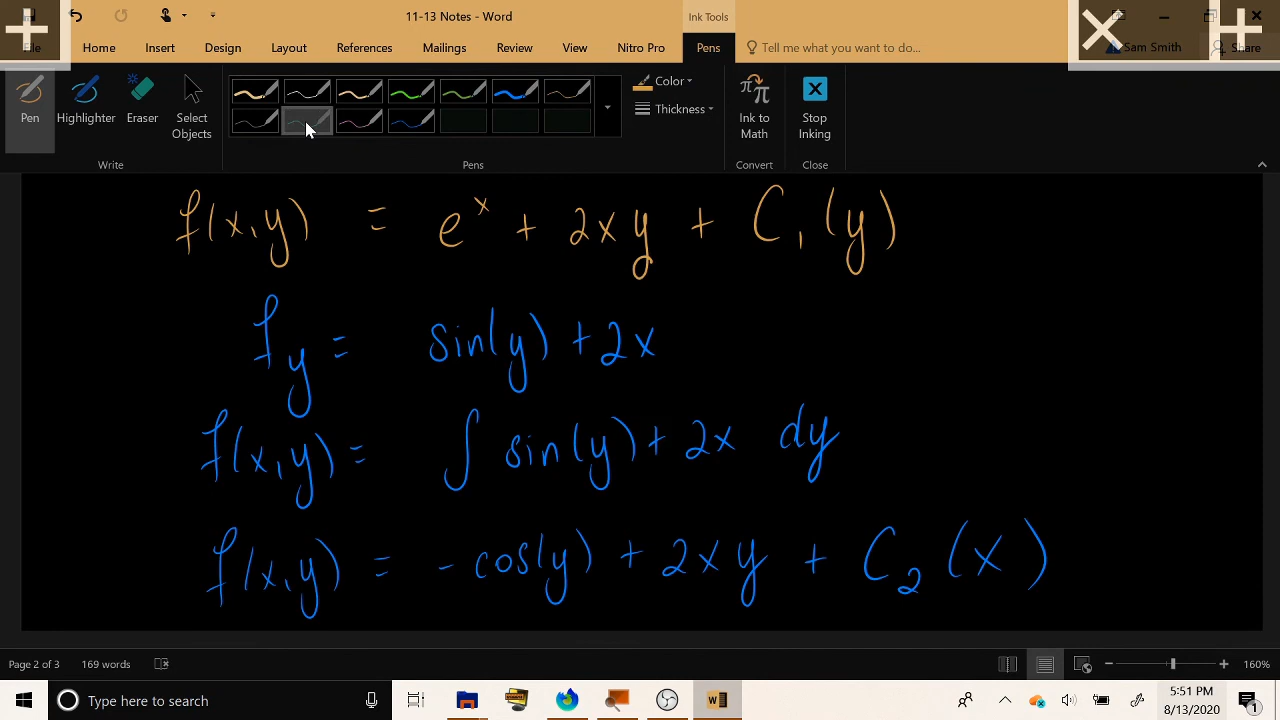 11-13 Notes - Word
Ink Tools
File Home Insert Design Layout References Mailings Review View Nitro Pro Pens Tell me what you want to do... Sam Smith Share
Pen Highlighter Eraser Select Objects
Color
Thickness
Ink to Math
Stop Inking
Write Pens Convert Close
f(x,y) = e^x + 2xy + C₁(y)
f_y = sin(y) + 2x
f(x,y) = ∫ sin(y) + 2x dy
f(x,y) = -cos(y) + 2xy + C₂(x)
Page 2 of 3 169 words 160%
Type here to search
5:51 PM
8/13/2020
1